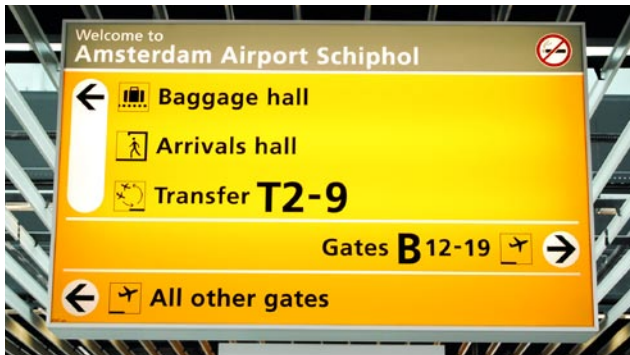 Welcome to
Amsterdam Airport Schiphol
Baggage hall
Arrivals hall
Transfer T2-9
Gates B 12-19
All other gates